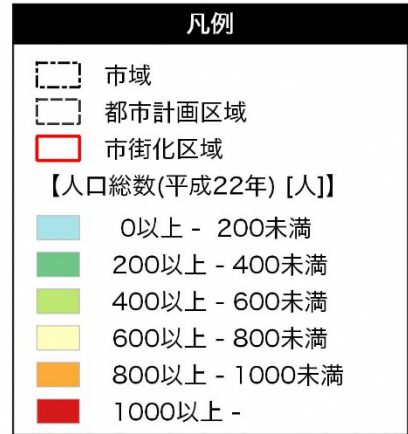 凡例
市域
都市計画区域
市街化区域
【人口総数(平成22年) [人]】
0以上 - 200未満
200以上 - 400未満
400以上 - 600未満
600以上 - 800未満
800以上 - 1000未満
1000以上 -